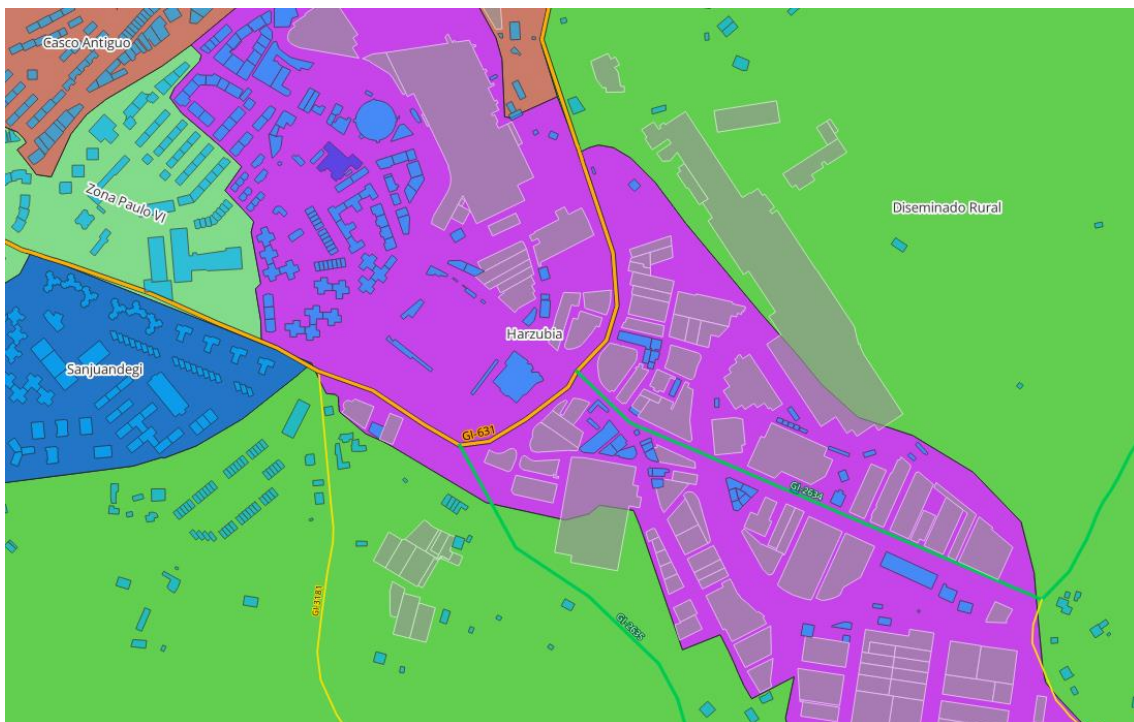 Casco Antiguo
Zona Paulo VI
Diseminado Rural
Harzubia
Sanjuandegi
GI-631
GI-2634
GI-3181
GI-2635